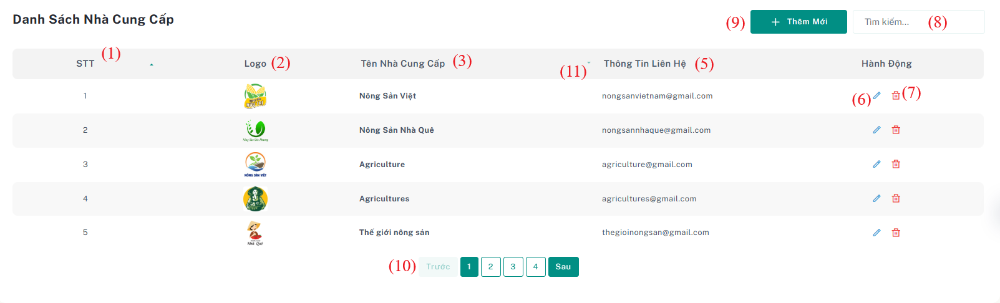 Danh Sách Nhà Cung Cấp
(9) Thêm Mới Tìm kiếm... (8)
STT (1) Logo (2) Tên Nhà Cung Cấp (3) (11) Thông Tin Liên Hệ (5) Hành Động
1 Nông Sản Việt nongsanvietnam@gmail.com (6) (7)
2 Nông Sản Nhà Quê nongsannhaque@gmail.com
3 NÔNG SẢN VIỆT Agriculture agriculture@gmail.com
4 Agricultures agricultures@gmail.com
5 Nhà Quê Thế giới nông sản thegioinongsan@gmail.com
(10) Trước 1 2 3 4 Sau